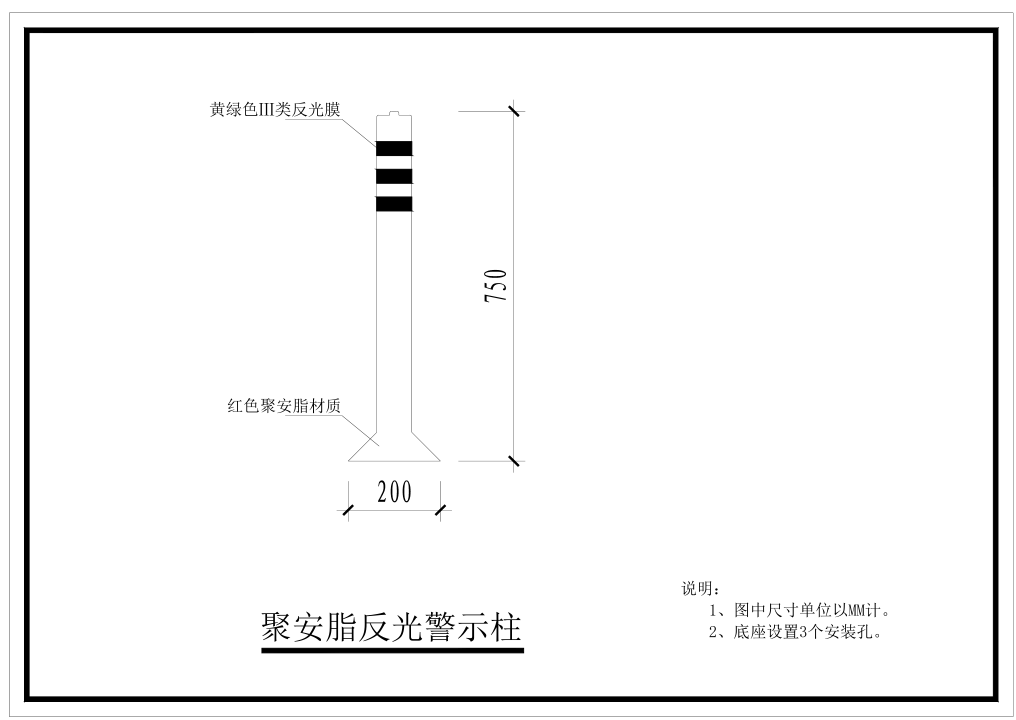 黄绿色III类反光膜
750
红色聚安脂材质
200
聚安脂反光警示柱
说明：
1、图中尺寸单位以MM计。
2、底座设置3个安装孔。